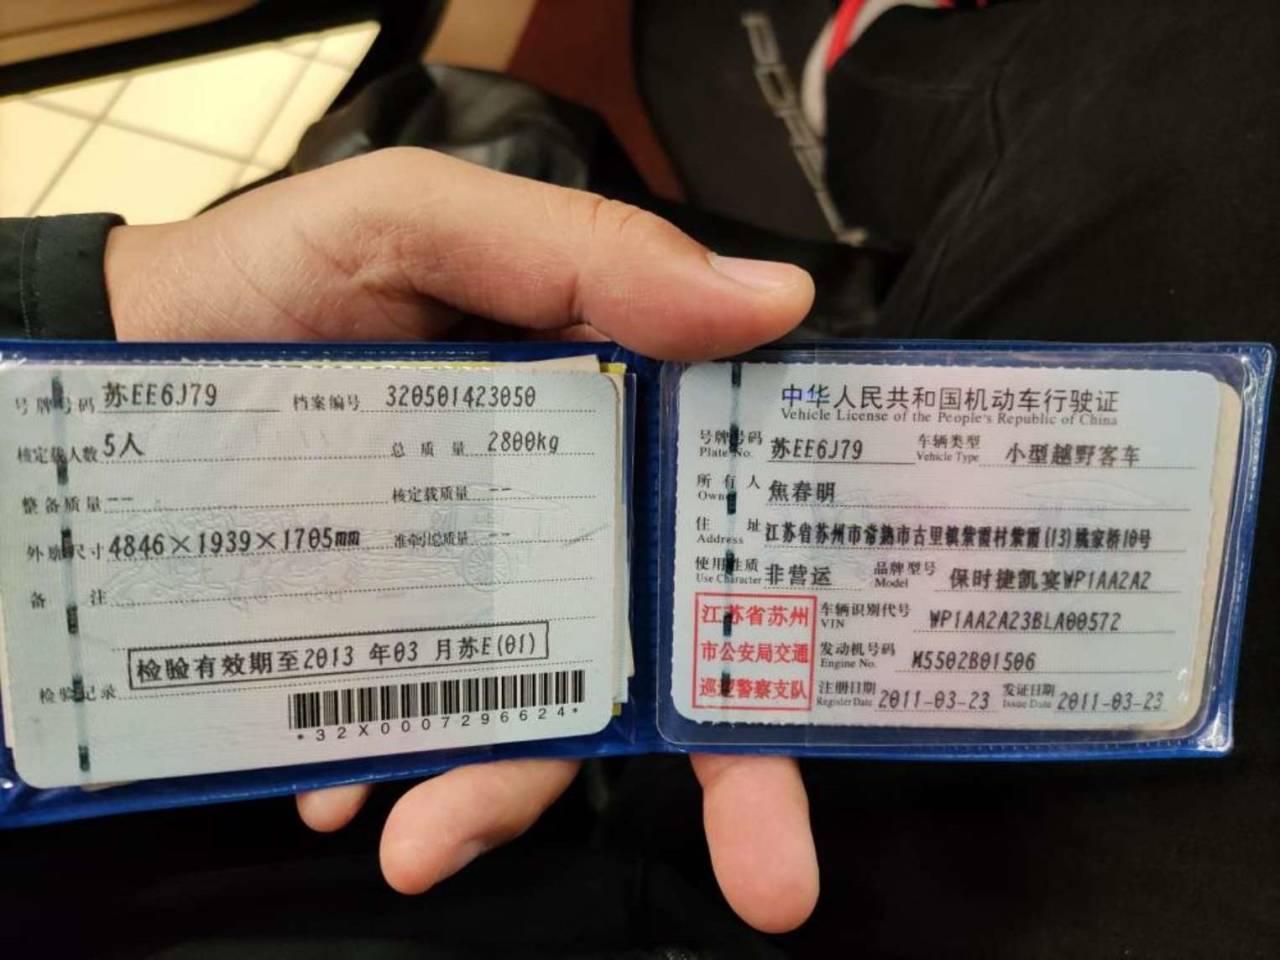 号牌号码 苏EE6J79 档案编号 320501423050
核定载人数 5人 总质量 2800kg
整备质量 -- 核定载质量 --
外廓尺寸 4846×1939×1705mm 准牵引总质量 --
备注
检验有效期至2013 年03 月苏E(01)
检验记录
*32X0007296624*
中华人民共和国机动车行驶证
Vehicle License of the People's Republic of China
号牌号码 苏EE6J79 车辆类型 小型越野客车
Plate No. Vehicle Type
所有人 焦春明
Owner
住址 江苏省苏州市常熟市古里镇紫霞村紫霞(13)姚家桥10号
Address
使用性质 非营运 品牌型号 保时捷凯宴WP1AA2A2
Use Character Model
江苏省苏州
市公安局交通
巡逻警察支队
车辆识别代号 WP1AA2A23BLA00572
VIN
发动机号码 M5502B01506
Engine No.
注册日期 2011-03-23 发证日期 2011-03-23
Register Date Issue Date